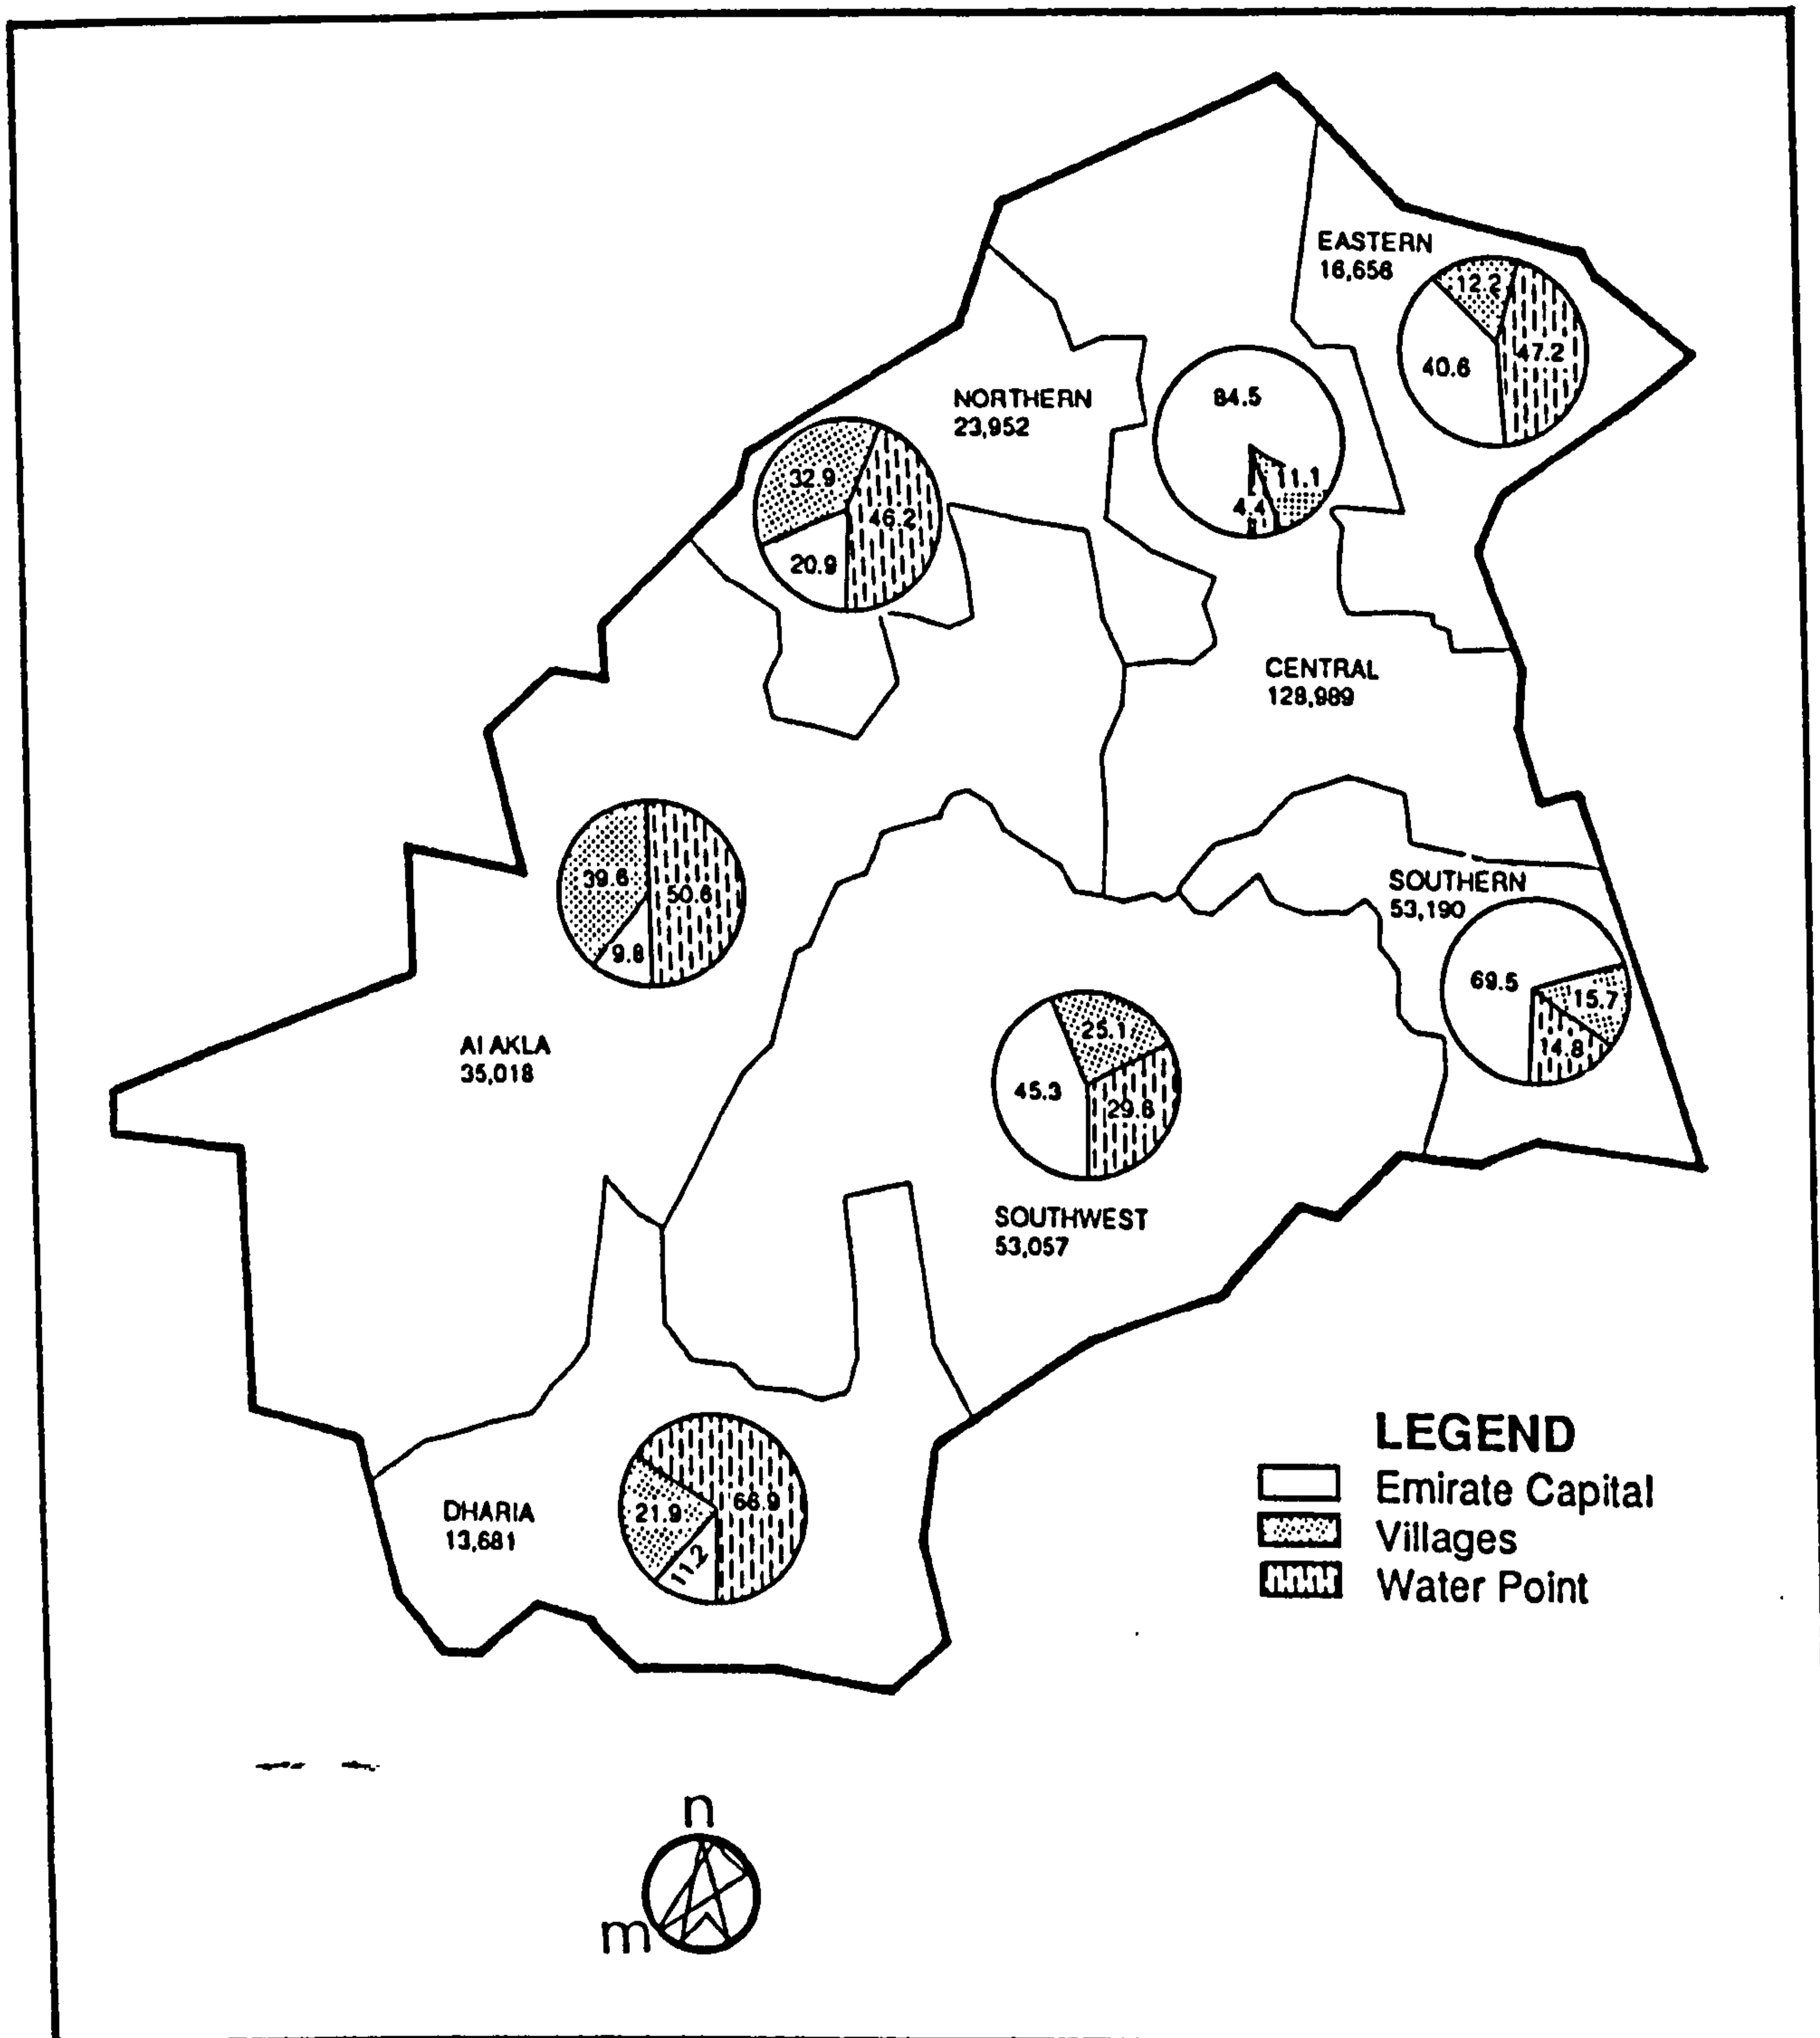 EASTERN
16,656
12.2
47.2
40.6
84.5
11.1
4.4
NORTHERN
23,952
32.9
46.2
20.9
CENTRAL
128,989
39.6
50.6
9.8
SOUTHERN
53,190
69.5
15.7
14.8
AI AKLA
35,018
25.1
45.3
29.6
SOUTHWEST
53,057
DHARIA
13,681
66.9
21.9
11.2
LEGEND
Emirate Capital
Villages
Water Point
n
m